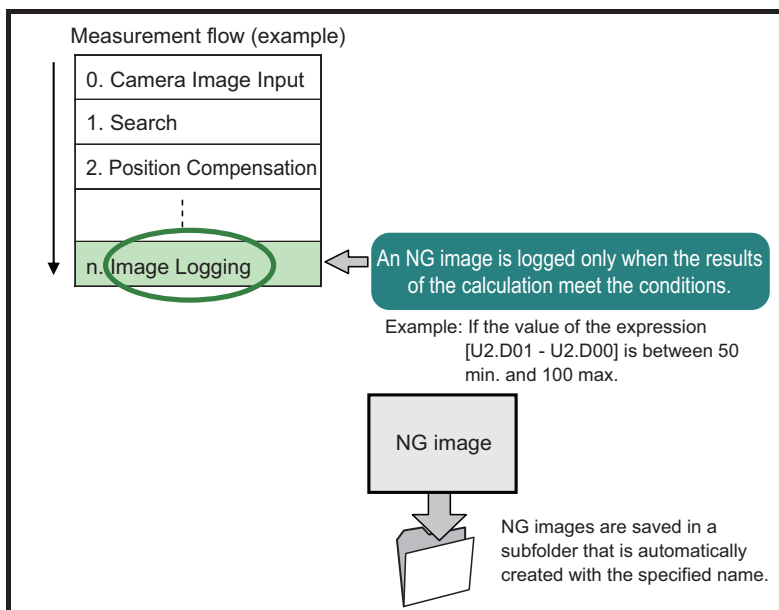 Measurement flow (example)
0. Camera Image Input
1. Search
2. Position Compensation
n. Image Logging
An NG image is logged only when the results
of the calculation meet the conditions.
Example: If the value of the expression
[U2.D01 - U2.D00] is between 50
min. and 100 max.
NG image
NG images are saved in a
subfolder that is automatically
created with the specified name.